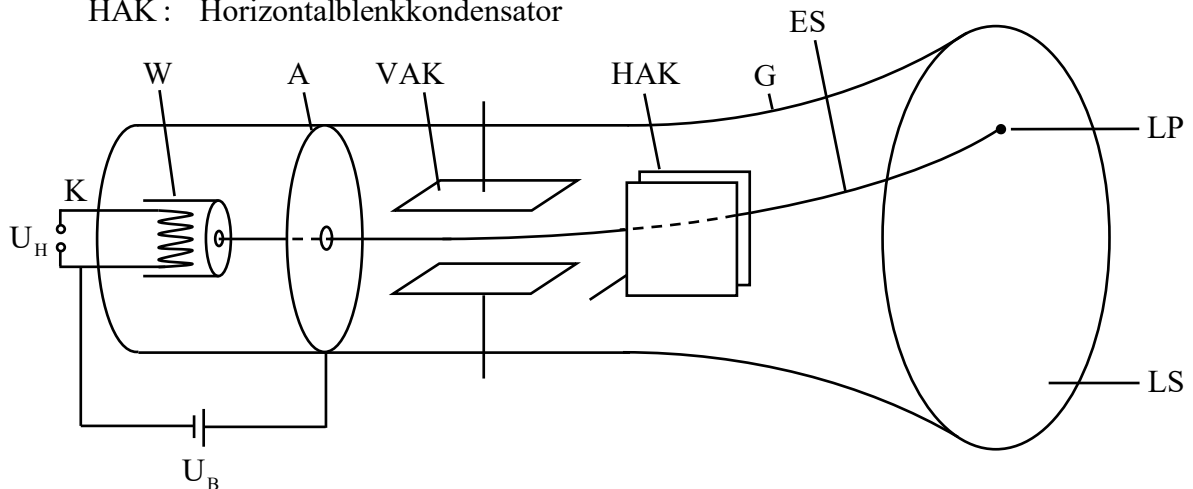 HAK : Horizontalblenkkondensator
ES
W A VAK HAK G
LP
K
U_H
LS
U_B